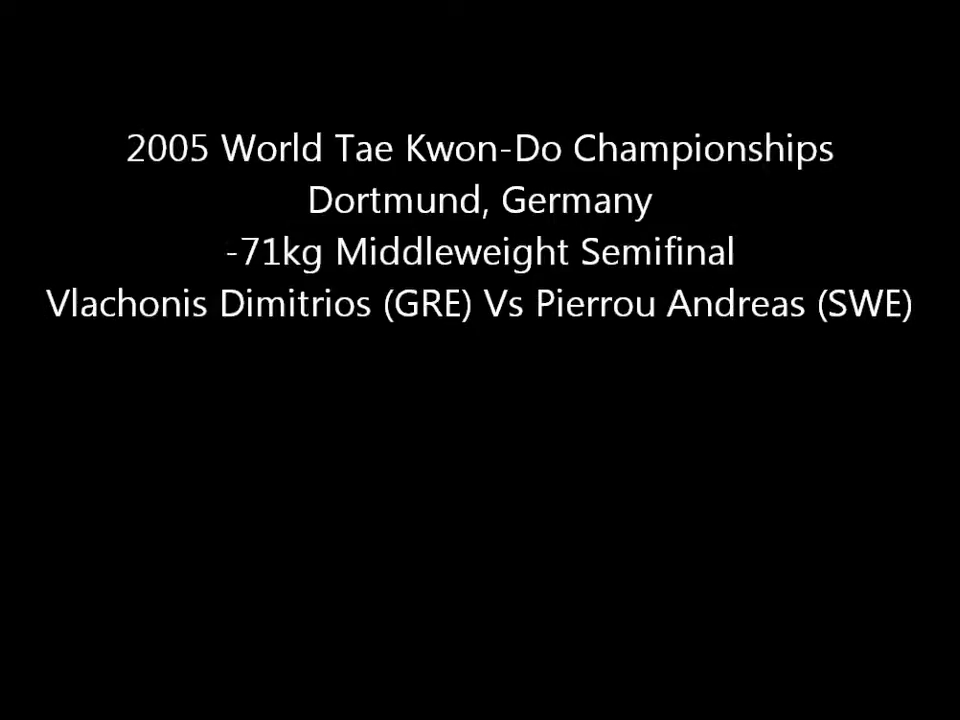 2005 World Tae Kwon-Do Championships
Dortmund, Germany
-71kg Middleweight Semifinal
Vlachonis Dimitrios (GRE) Vs Pierrou Andreas (SWE)